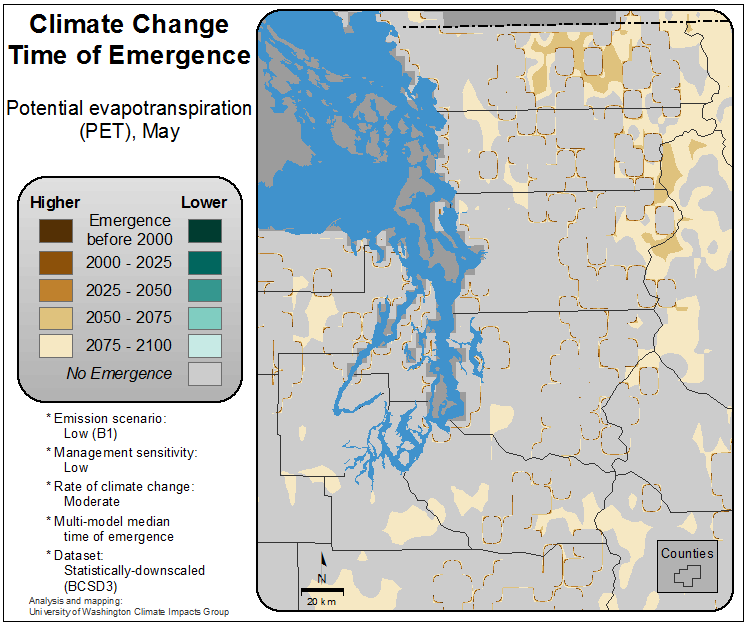 Climate Change
Time of Emergence
Potential evapotranspiration
(PET), May
Higher
Lower
Emergence
before 2000
2000 - 2025
2025 - 2050
2050 - 2075
2075 - 2100
No Emergence
* Emission scenario:
Low (B1)
* Management sensitivity:
Low
* Rate of climate change:
Moderate
* Multi-model median
time of emergence
* Dataset:
Statistically-downscaled
(BCSD3)
Analysis and mapping:
University of Washington Climate Impacts Group
N
20 km
Counties